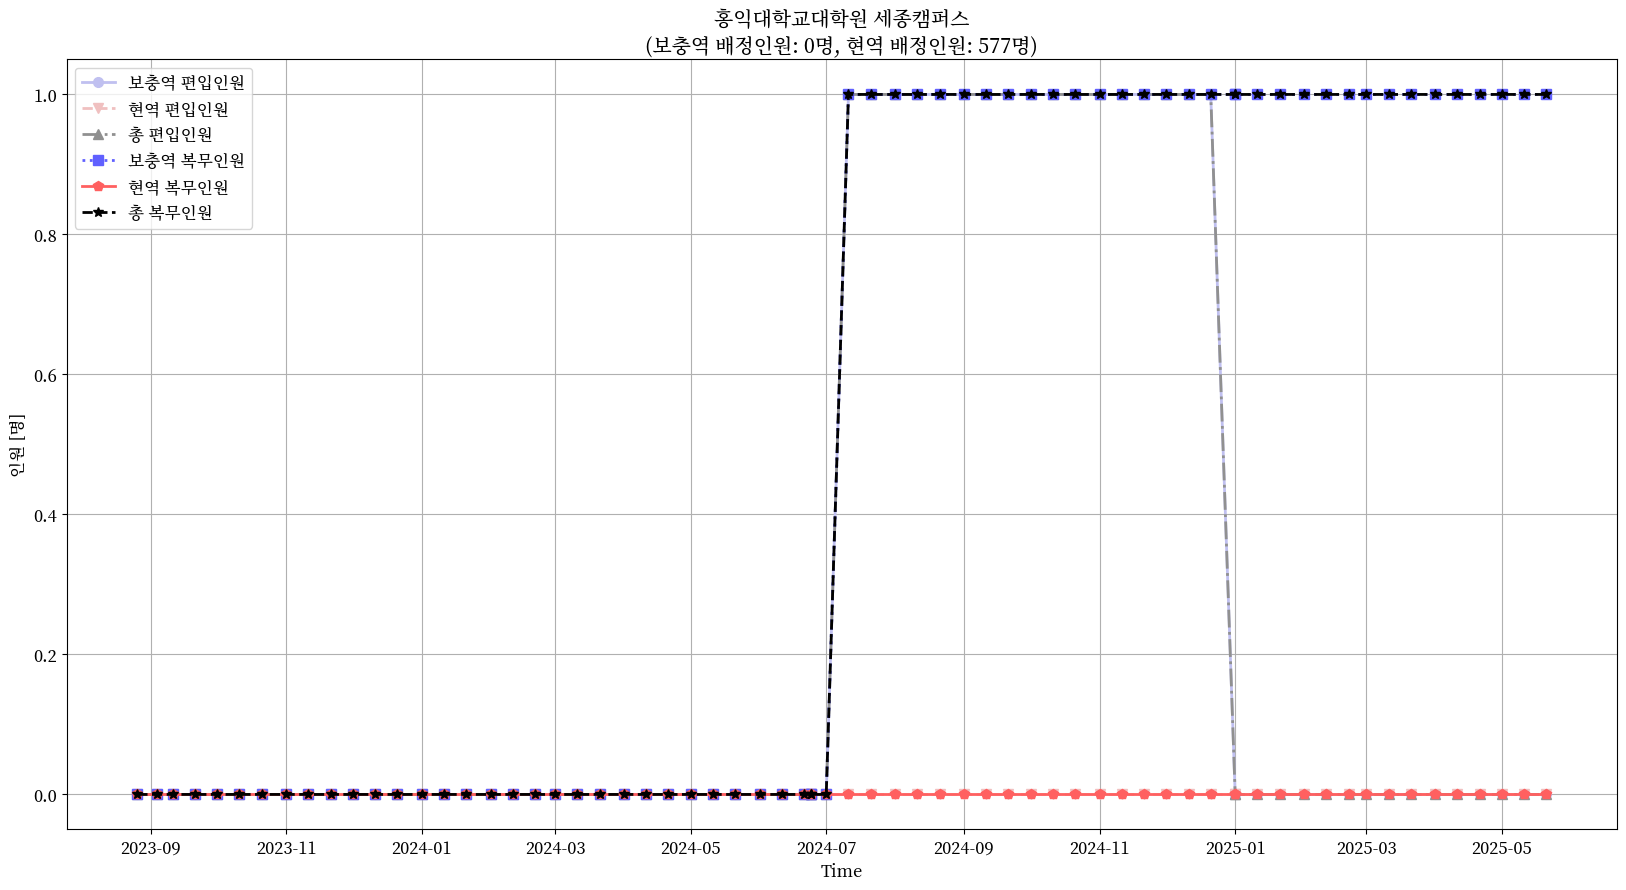 홍익대학교대학원 세종캠퍼스
(보충역 배정인원: 0명, 현역 배정인원: 577명)
보충역 편입인원
현역 편입인원
총 편입인원
보충역 복무인원
현역 복무인원
총 복무인원
인원 [명]
1.0
0.8
0.6
0.4
0.2
0.0
2023-09 2023-11 2024-01 2024-03 2024-05 2024-07 2024-09 2024-11 2025-01 2025-03 2025-05
Time